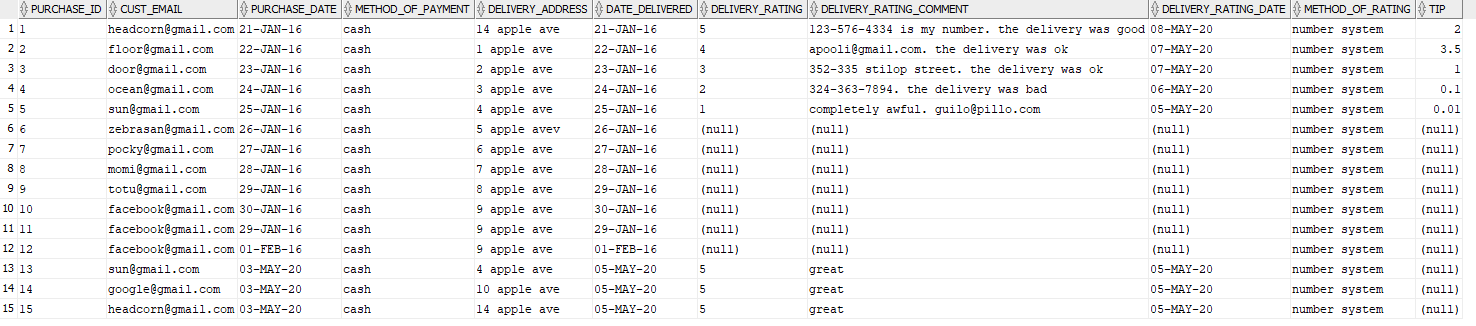 PURCHASE_ID CUST_EMAIL PURCHASE_DATE METHOD_OF_PAYMENT DELIVERY_ADDRESS DATE_DELIVERED DELIVERY_RATING DELIVERY_RATING_COMMENT DELIVERY_RATING_DATE METHOD_OF_RATING TIP
1 1 headcorn@gmail.com 21-JAN-16 cash 14 apple ave 21-JAN-16 5 123-576-4334 is my number. the delivery was good 08-MAY-20 number system 2
2 2 floor@gmail.com 22-JAN-16 cash 1 apple ave 22-JAN-16 4 apooli@gmail.com. the delivery was ok 07-MAY-20 number system 3.5
3 3 door@gmail.com 23-JAN-16 cash 2 apple ave 23-JAN-16 3 352-335 stilop street. the delivery was ok 07-MAY-20 number system 1
4 4 ocean@gmail.com 24-JAN-16 cash 3 apple ave 24-JAN-16 2 324-363-7894. the delivery was bad 06-MAY-20 number system 0.1
5 5 sun@gmail.com 25-JAN-16 cash 4 apple ave 25-JAN-16 1 completely awful. guilo@pillo.com 05-MAY-20 number system 0.01
6 6 zebrasan@gmail.com 26-JAN-16 cash 5 apple avev 26-JAN-16 (null) (null) (null) number system (null)
7 7 pocky@gmail.com 27-JAN-16 cash 6 apple ave 27-JAN-16 (null) (null) (null) number system (null)
8 8 momi@gmail.com 28-JAN-16 cash 7 apple ave 28-JAN-16 (null) (null) (null) number system (null)
9 9 totu@gmail.com 29-JAN-16 cash 8 apple ave 29-JAN-16 (null) (null) (null) number system (null)
10 10 facebook@gmail.com 30-JAN-16 cash 9 apple ave 30-JAN-16 (null) (null) (null) number system (null)
11 11 facebook@gmail.com 29-JAN-16 cash 9 apple ave 29-JAN-16 (null) (null) (null) number system (null)
12 12 facebook@gmail.com 01-FEB-16 cash 9 apple ave 01-FEB-16 (null) (null) (null) number system (null)
13 13 sun@gmail.com 03-MAY-20 cash 4 apple ave 05-MAY-20 5 great 05-MAY-20 number system (null)
14 14 google@gmail.com 03-MAY-20 cash 10 apple ave 05-MAY-20 5 great 05-MAY-20 number system (null)
15 15 headcorn@gmail.com 03-MAY-20 cash 14 apple ave 05-MAY-20 5 great 05-MAY-20 number system (null)